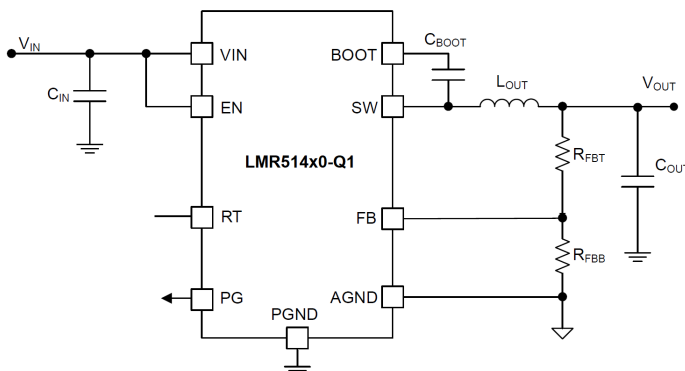 VIN
CIN
VIN
EN
RT
PG
PGND
LMR514x0-Q1
BOOT
SW
FB
AGND
CBOOT
LOUT
VOUT
RFBT
COUT
RFBB